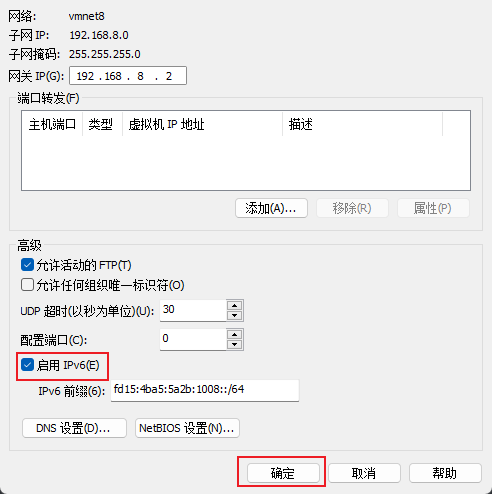 网络: vmnet8
子网 IP: 192.168.8.0
子网掩码: 255.255.255.0
网关 IP(G): 192 . 168 . 8 . 2
端口转发(F)
主机端口 类型 虚拟机 IP 地址 描述
添加(A)... 移除(R) 属性(P)
高级
允许活动的 FTP(T)
允许任何组织唯一标识符(O)
UDP 超时(以秒为单位)(U): 30
配置端口(C): 0
启用 IPv6(E)
IPv6 前缀(6): fd15:4ba5:5a2b:1008::/64
DNS 设置(D)... NetBIOS 设置(N)...
确定 取消 帮助